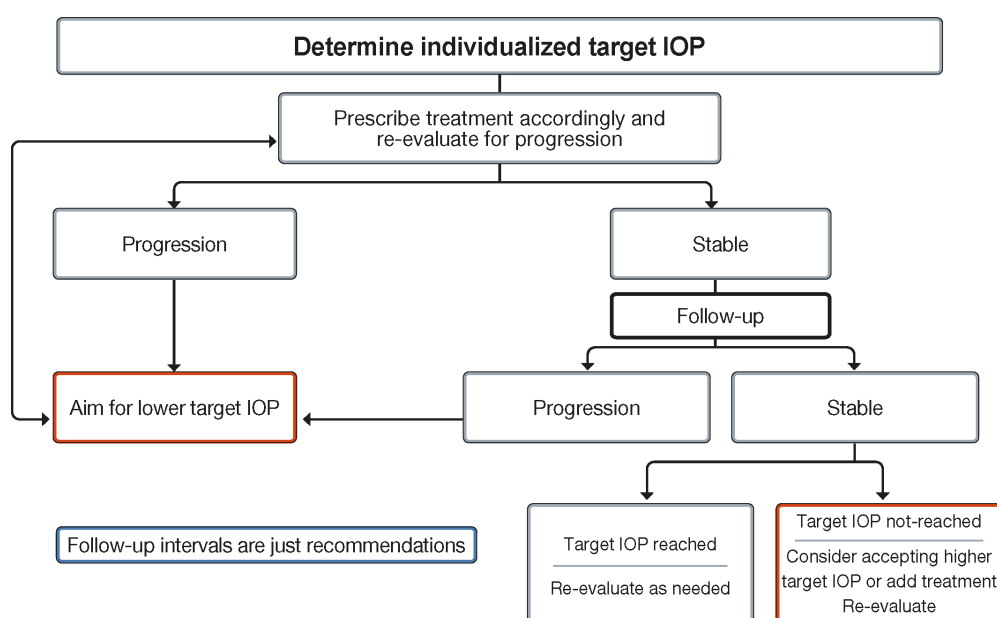 Determine individualized target IOP
Prescribe treatment accordingly and
re-evaluate for progression
Progression
Stable
Follow-up
Aim for lower target IOP
Progression
Stable
Follow-up intervals are just recommendations
Target IOP reached
Re-evaluate as needed
Target IOP not-reached
Consider accepting higher
target IOP or add treatment
Re-evaluate